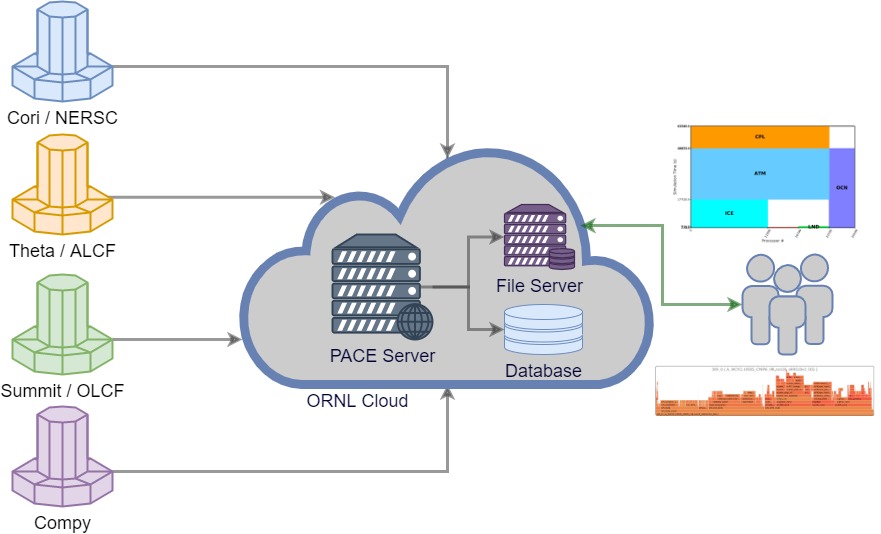 Cori / NERSC
Theta / ALCF
Summit / OLCF
Compy
PACE Server
File Server
Database
ORNL Cloud
CPL
ATM
OCN
ICE
LND
Simulation Time (s)
Processor #